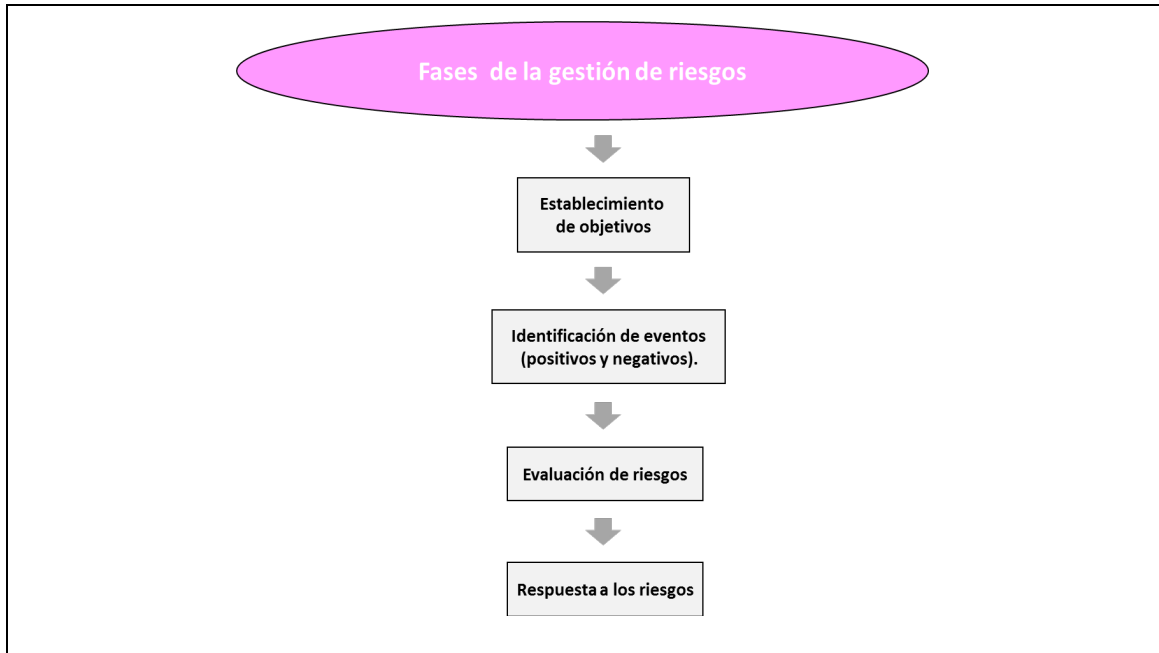 Fases de la gestión de riesgos
Establecimiento
de objetivos
Identificación de eventos
(positivos y negativos).
Evaluación de riesgos
Respuesta a los riesgos